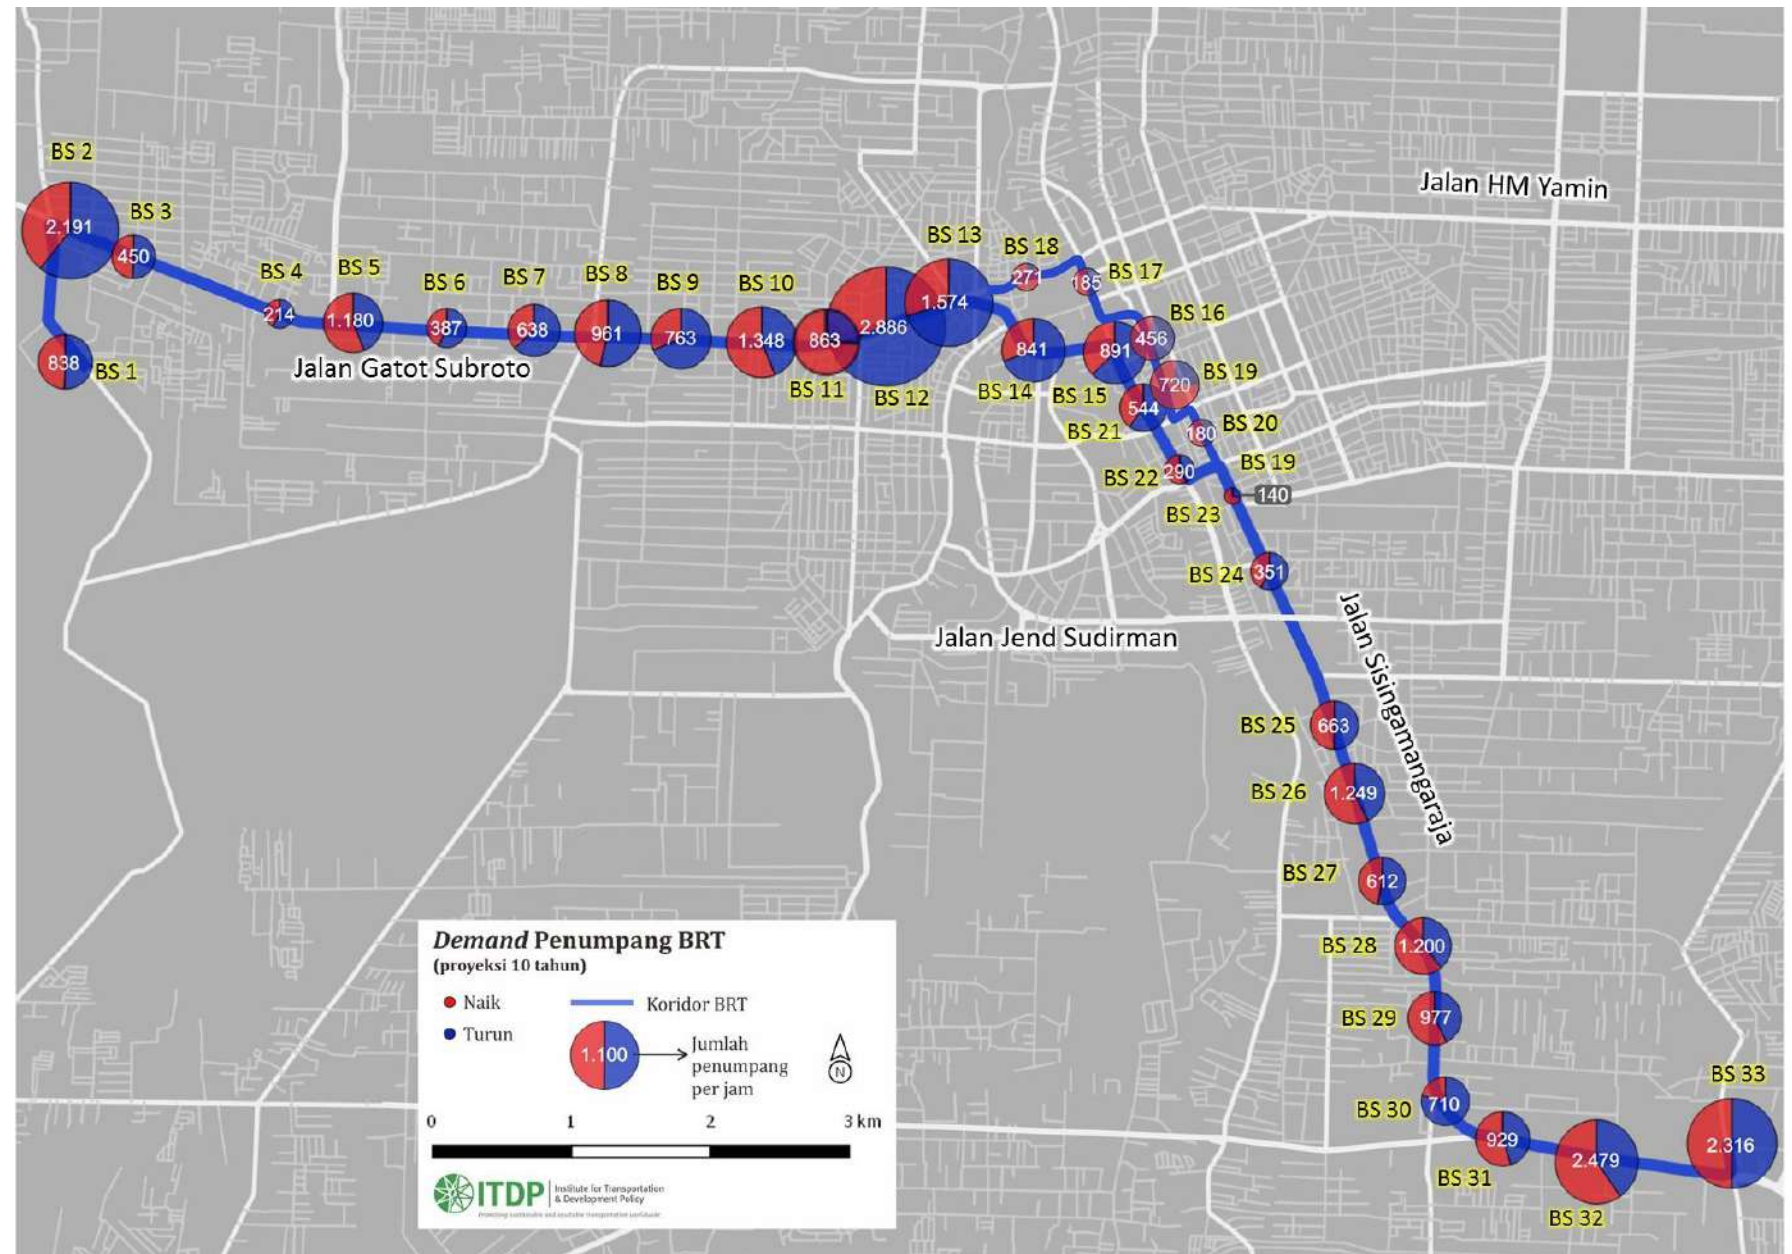 BS 2
2.191
BS 3
450
BS 4
214
BS 1
838
BS 5
1.180
BS 6
387
BS 7
638
BS 8
961
BS 9
763
BS 10
1.348
BS 11
863
BS 12
2.886
BS 13
1.574
BS 18
271
BS 17
185
BS 14
841
BS 15
891
BS 16
456
BS 19
720
BS 21
544
BS 20
180
BS 22
290
BS 19
140
BS 23
BS 24
351
BS 25
663
BS 26
1.249
BS 27
612
BS 28
1.200
BS 29
977
BS 30
710
BS 31
929
BS 32
2.479
BS 33
2.316
Jalan HM Yamin
Jalan Gatot Subroto
Jalan Jend Sudirman
Jalan Sisingamangaraja
Demand Penumpang BRT
(proyeksi 10 tahun)
Naik
Turun
Koridor BRT
1.100
Jumlah
penumpang
per jam
N
0 1 2 3 km
ITDP
Institute for Transportation
& Development Policy
Promoting sustainable and equitable transportation worldwide